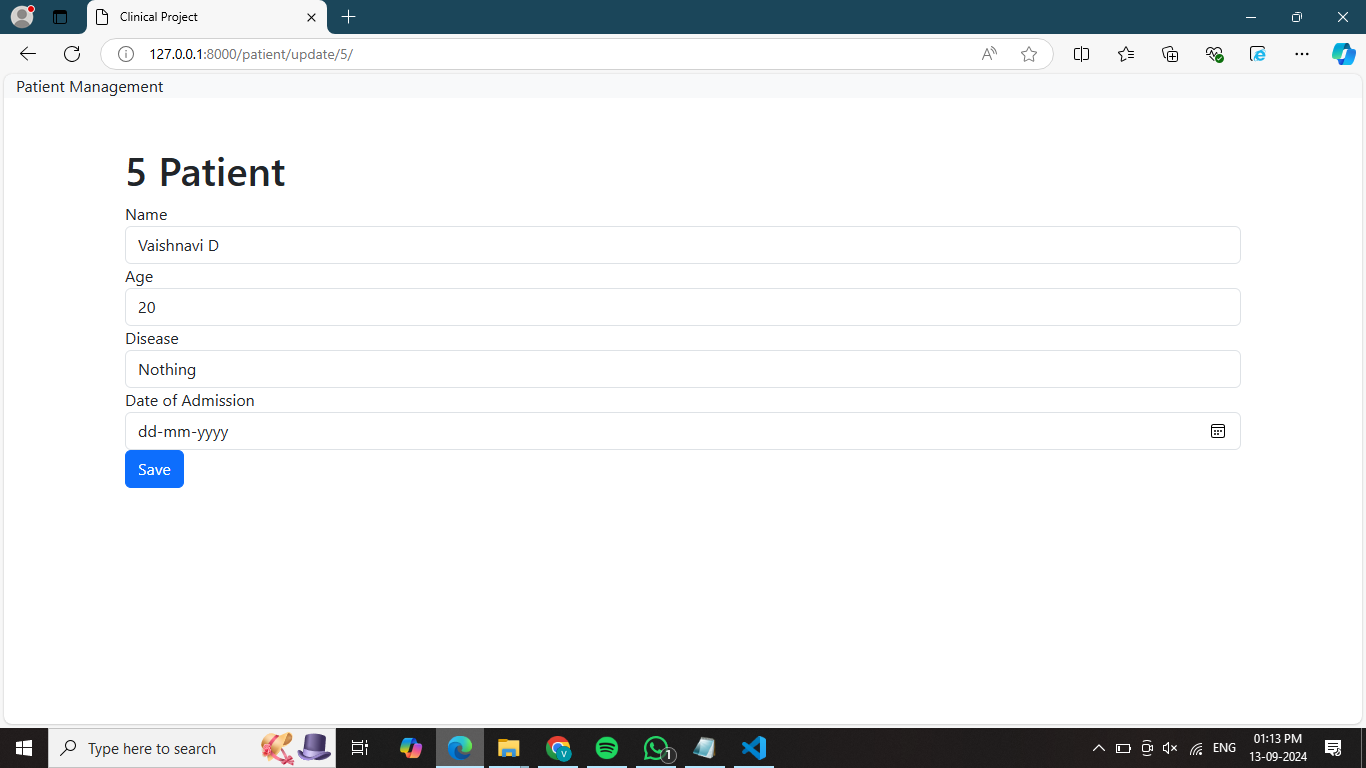 Clinical Project
127.0.0.1:8000/patient/update/5/
Patient Management
5 Patient
Name
Vaishnavi D
Age
20
Disease
Nothing
Date of Admission
dd-mm-yyyy
Save
Type here to search
V
1
ENG
01:13 PM
13-09-2024